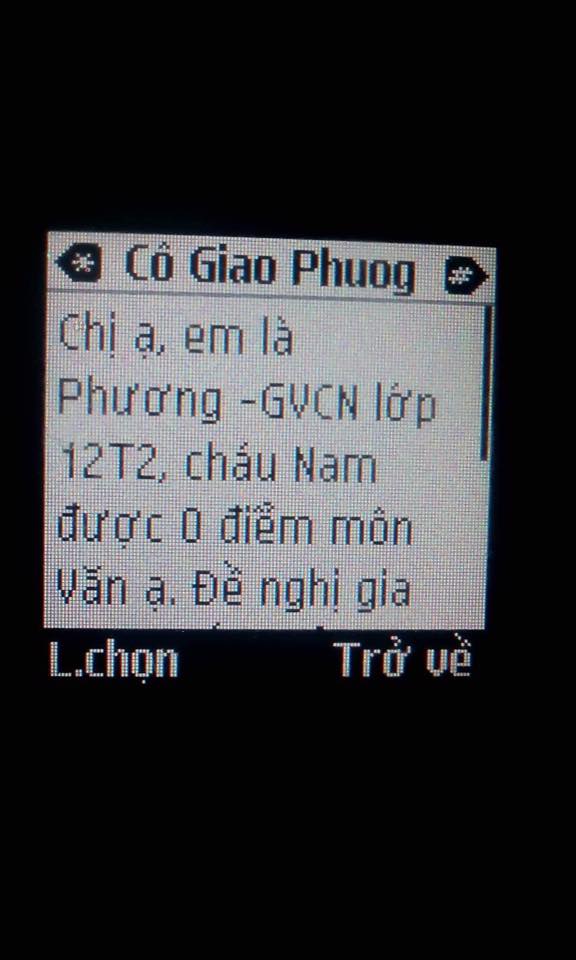 * Cô Giao Phuog #
Chị ạ, em là
Phương -GVCN lớp
12T2, cháu Nam
được 0 điểm môn
Văn ạ. Đề nghị gia
L.chọn Trở về